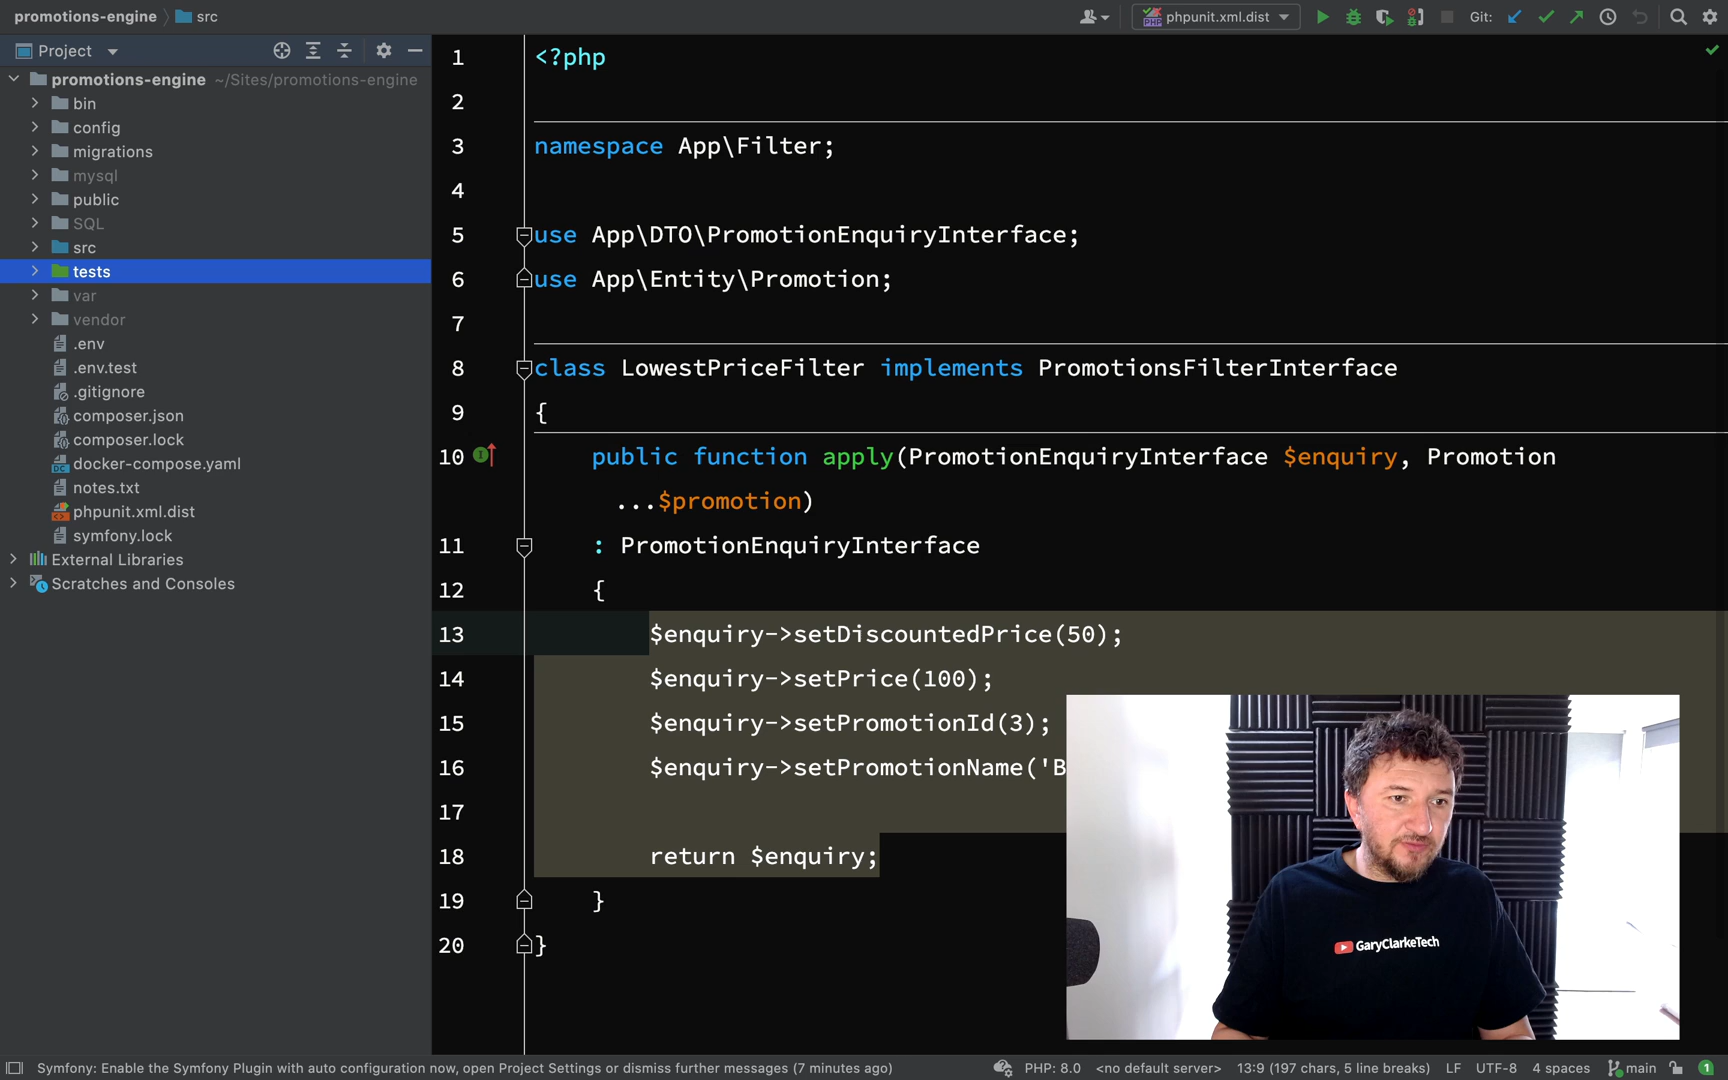 promotions-engine src
phpunit.xml.dist
Git:
Project
promotions-engine ~/Sites/promotions-engine
bin
config
migrations
mysql
public
SQL
src
tests
var
vendor
.env
.env.test
.gitignore
composer.json
composer.lock
docker-compose.yaml
notes.txt
phpunit.xml.dist
symfony.lock
External Libraries
Scratches and Consoles
1 <?php
2
3 namespace App\Filter;
4
5 use App\DTO\PromotionEnquiryInterface;
6 use App\Entity\Promotion;
7
8 class LowestPriceFilter implements PromotionsFilterInterface
9 {
10 public function apply(PromotionEnquiryInterface $enquiry, Promotion
...$promotion)
11 : PromotionEnquiryInterface
12 {
13 $enquiry->setDiscountedPrice(50);
14 $enquiry->setPrice(100);
15 $enquiry->setPromotionId(3);
16 $enquiry->setPromotionName('B
17
18 return $enquiry;
19 }
20 }
GaryClarkeTech
Symfony: Enable the Symfony Plugin with auto configuration now, open Project Settings or dismiss further messages (7 minutes ago)
PHP: 8.0 <no default server> 13:9 (197 chars, 5 line breaks) LF UTF-8 4 spaces main 1